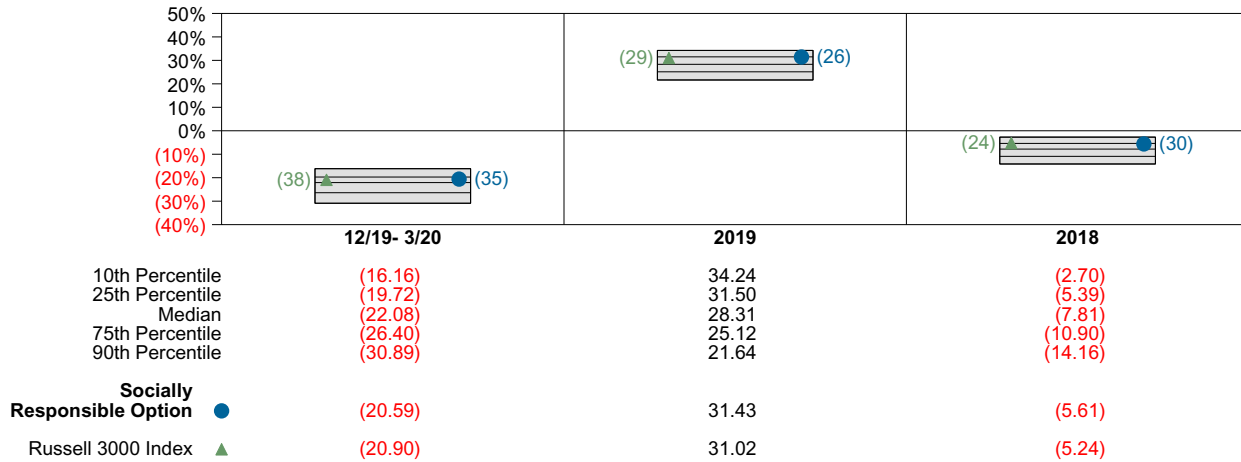 50%
40%
30%
20%
10%
0%
(10%)
(20%)
(30%)
(40%)
(38) (35)
(29) (26)
(24) (30)
12/19- 3/20 2019 2018
10th Percentile (16.16) 34.24 (2.70)
25th Percentile (19.72) 31.50 (5.39)
Median (22.08) 28.31 (7.81)
75th Percentile (26.40) 25.12 (10.90)
90th Percentile (30.89) 21.64 (14.16)
Socially
Responsible Option (20.59) 31.43 (5.61)
Russell 3000 Index (20.90) 31.02 (5.24)